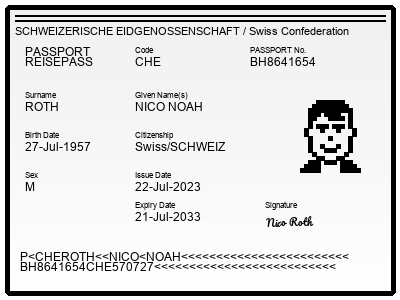 SCHWEIZERISCHE EIDGENOSSENSCHAFT / Swiss Confederation
PASSPORT
REISEPASS
Code
CHE
PASSPORT No.
BH8641654
Surname
ROTH
Given Name(s)
NICO NOAH
Birth Date
27-Jul-1957
Citizenship
Swiss/SCHWEIZ
Sex
M
Issue Date
22-Jul-2023
Expiry Date
21-Jul-2033
Signature
Nico Roth
P<CHEROTH<<NICO<NOAH<<<<<<<<<<<<<<<<<<<<<<<<
BH8641654CHE570727<<<<<<<<<<<<<<<<<<<<<<<<<<